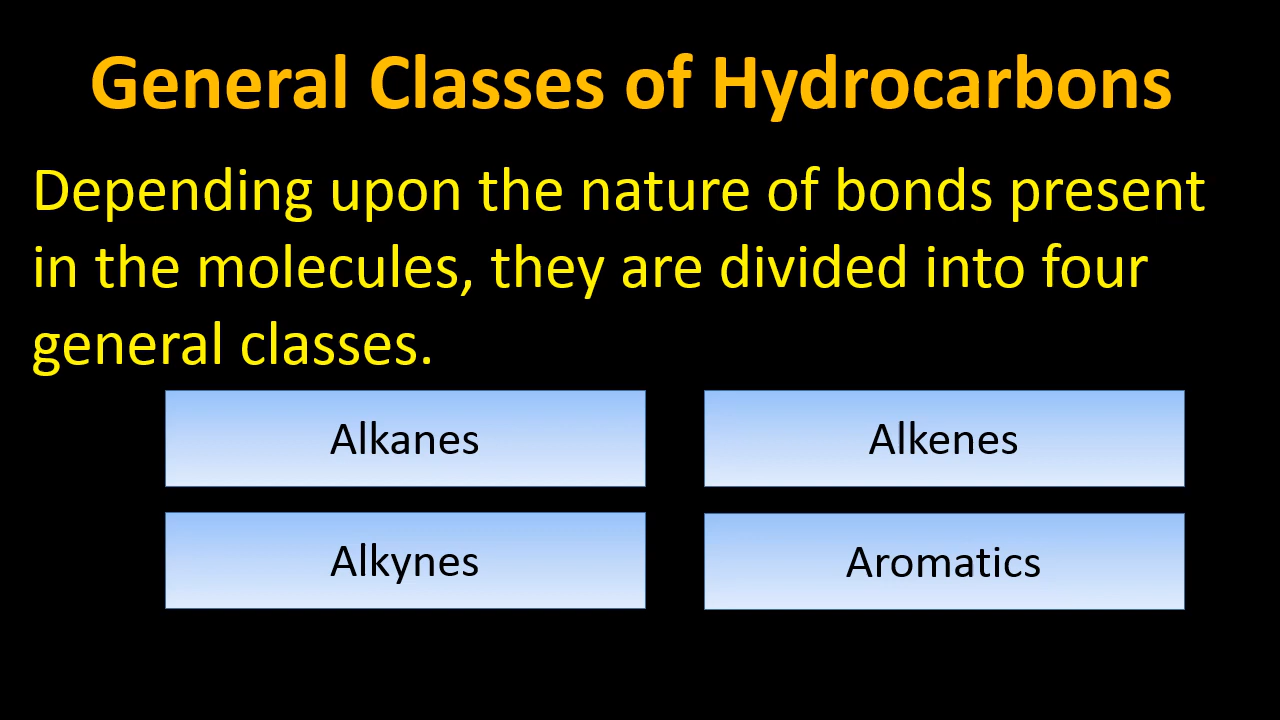 General Classes of Hydrocarbons
Depending upon the nature of bonds present
in the molecules, they are divided into four
general classes.
Alkanes
Alkenes
Alkynes
Aromatics